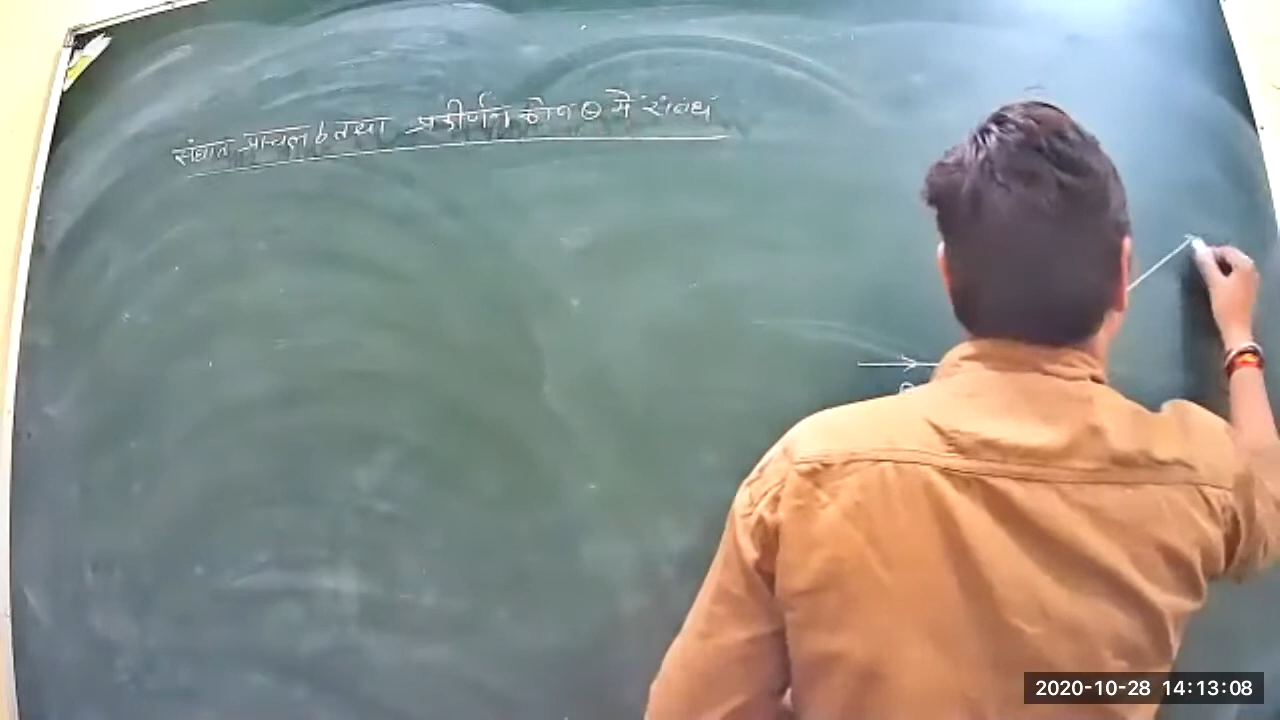 संघात प्राचल b तथा प्रकीर्णन कोण θ में संबंध
2020-10-28 14:13:08